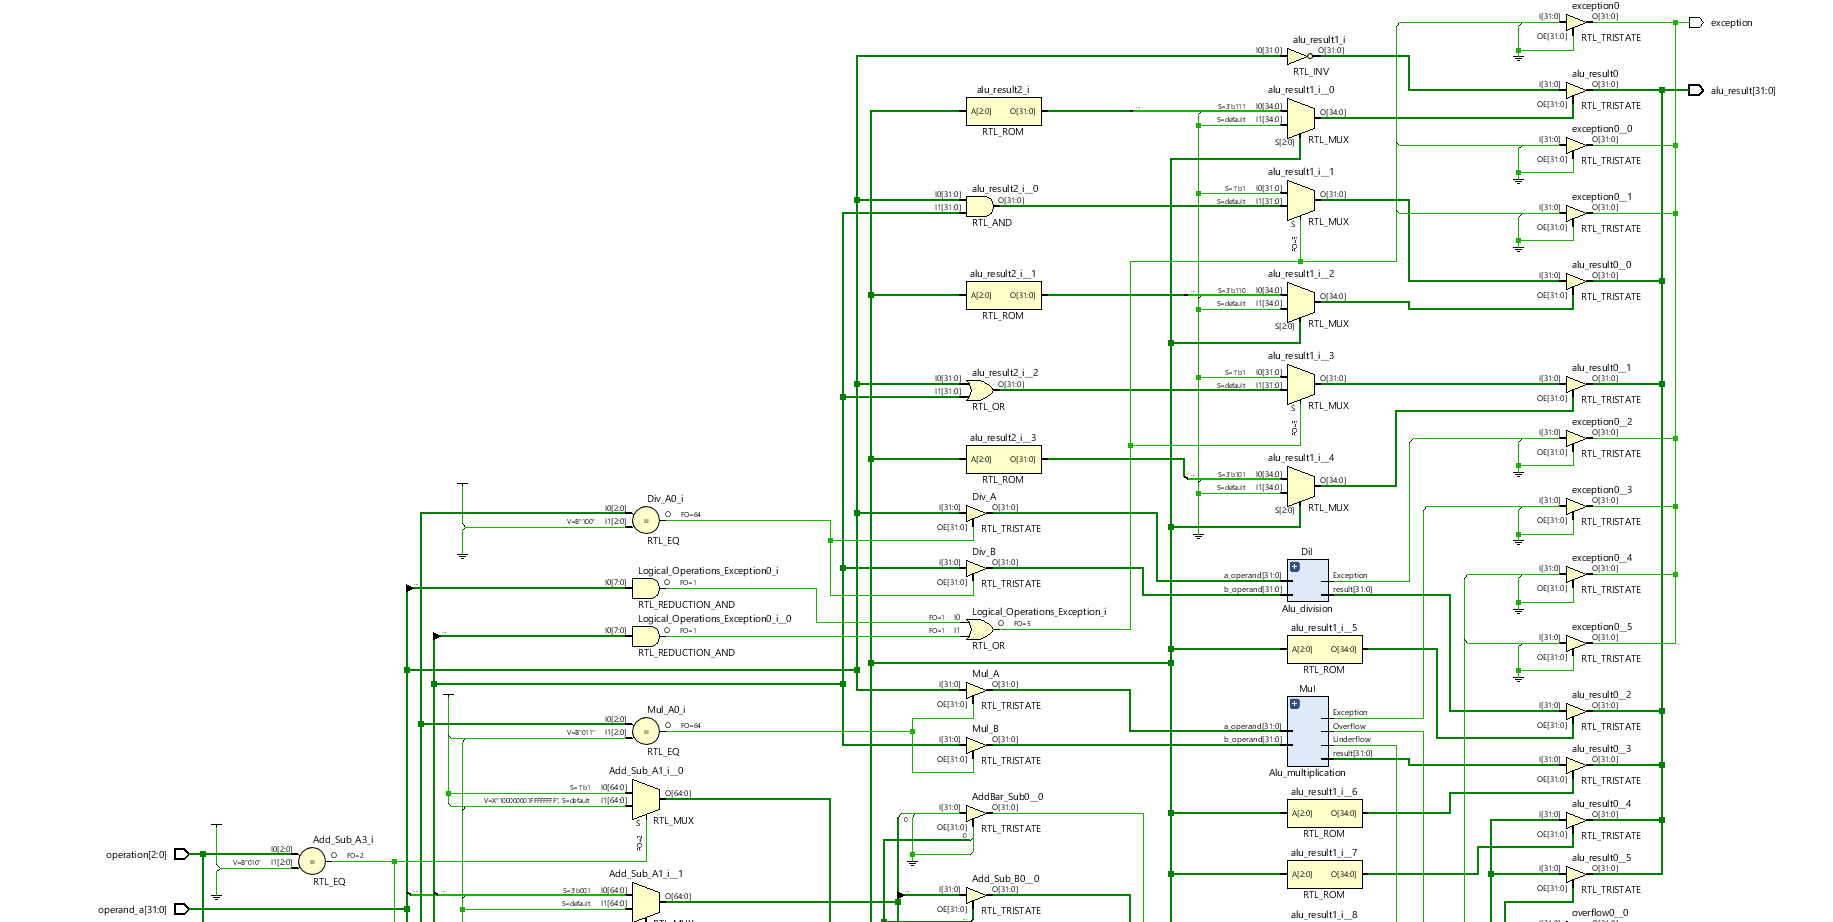 exception0
I[31:0] O[31:0]
OE[31:0] RTL_TRISTATE
exception
alu_result1_i
I0[31:0] O[31:0]
RTL_INV
alu_result0
I[31:0] O[31:0]
OE[31:0] RTL_TRISTATE
alu_result[31:0]
alu_result2_i
A[2:0] O[31:0]
RTL_ROM
alu_result1_i__0
S=3'b111 I0[34:0] O[34:0]
S=default I1[34:0]
S[2:0] RTL_MUX
exception0__0
I[31:0] O[31:0]
OE[31:0] RTL_TRISTATE
alu_result2_i__0
I0[31:0] O[31:0]
I1[31:0]
RTL_AND
alu_result1_i__1
S=1'b1 I0[31:0] O[31:0]
S=default I1[31:0]
S RTL_MUX
FO=5
exception0__1
I[31:0] O[31:0]
OE[31:0] RTL_TRISTATE
alu_result2_i__1
A[2:0] O[31:0]
RTL_ROM
alu_result1_i__2
S=3'b110 I0[34:0] O[34:0]
S=default I1[34:0]
S[2:0] RTL_MUX
alu_result0__0
I[31:0] O[31:0]
OE[31:0] RTL_TRISTATE
alu_result2_i__2
I0[31:0] O[31:0]
I1[31:0]
RTL_OR
alu_result1_i__3
S=1'b1 I0[31:0] O[31:0]
S=default I1[31:0]
S RTL_MUX
FO=5
alu_result0__1
I[31:0] O[31:0]
OE[31:0] RTL_TRISTATE
exception0__2
I[31:0] O[31:0]
OE[31:0] RTL_TRISTATE
alu_result2_i__3
A[2:0] O[31:0]
RTL_ROM
alu_result1_i__4
S=3'b101 I0[34:0] O[34:0]
S=default I1[34:0]
S[2:0] RTL_MUX
exception0__3
I[31:0] O[31:0]
OE[31:0] RTL_TRISTATE
Div_A0_i
I0[2:0] O FO=64
V=B"100" I1[2:0]
RTL_EQ
Div_A
I[31:0] O[31:0]
OE[31:0] RTL_TRISTATE
Div_B
I[31:0] O[31:0]
OE[31:0] RTL_TRISTATE
Dil
a_operand[31:0] Exception
b_operand[31:0] result[31:0]
Alu_division
exception0__4
I[31:0] O[31:0]
OE[31:0] RTL_TRISTATE
Logical_Operations_Exception0_i
I0[7:0] O FO=1
RTL_REDUCTION_AND
Logical_Operations_Exception0_i__0
I0[7:0] O FO=1
RTL_REDUCTION_AND
Logical_Operations_Exception_i
FO=1 I0 O FO=5
FO=1 I1
RTL_OR
alu_result1_i__5
A[2:0] O[34:0]
RTL_ROM
exception0__5
I[31:0] O[31:0]
OE[31:0] RTL_TRISTATE
Mul_A
I[31:0] O[31:0]
OE[31:0] RTL_TRISTATE
Mul_A0_i
I0[2:0] O FO=64
V=B"011" I1[2:0]
RTL_EQ
Mul_B
I[31:0] O[31:0]
OE[31:0] RTL_TRISTATE
Mul
Exception
a_operand[31:0] Overflow
b_operand[31:0] Underflow
result[31:0]
Alu_multiplication
alu_result0__2
I[31:0] O[31:0]
OE[31:0] RTL_TRISTATE
alu_result0__3
I[31:0] O[31:0]
OE[31:0] RTL_TRISTATE
Add_Sub_A1_i__0
S=1'b1 I0[64:0] O[64:0]
V=X"100000001FFFFFFFF", S=default I1[64:0]
S RTL_MUX
FO=2
AddBar_Sub0__0
I[31:0] O[31:0]
0
OE[31:0] RTL_TRISTATE
0
alu_result1_i__6
A[2:0] O[34:0]
RTL_ROM
alu_result0__4
I[31:0] O[31:0]
OE[31:0] RTL_TRISTATE
Add_Sub_A3_i
operation[2:0] I0[2:0] O FO=2
V=B"010" I1[2:0]
RTL_EQ
alu_result1_i__7
A[2:0] O[34:0]
RTL_ROM
alu_result0__5
I[31:0] O[31:0]
OE[31:0] RTL_TRISTATE
Add_Sub_A1_i__1
S=3'b001 I0[64:0] O[64:0]
S=default I1[64:0]
RTL_MUX
Add_Sub_B0__0
I[31:0] O[31:0]
OE[31:0] RTL_TRISTATE
operand_a[31:0]
alu_result1_i__8
overflow0__0